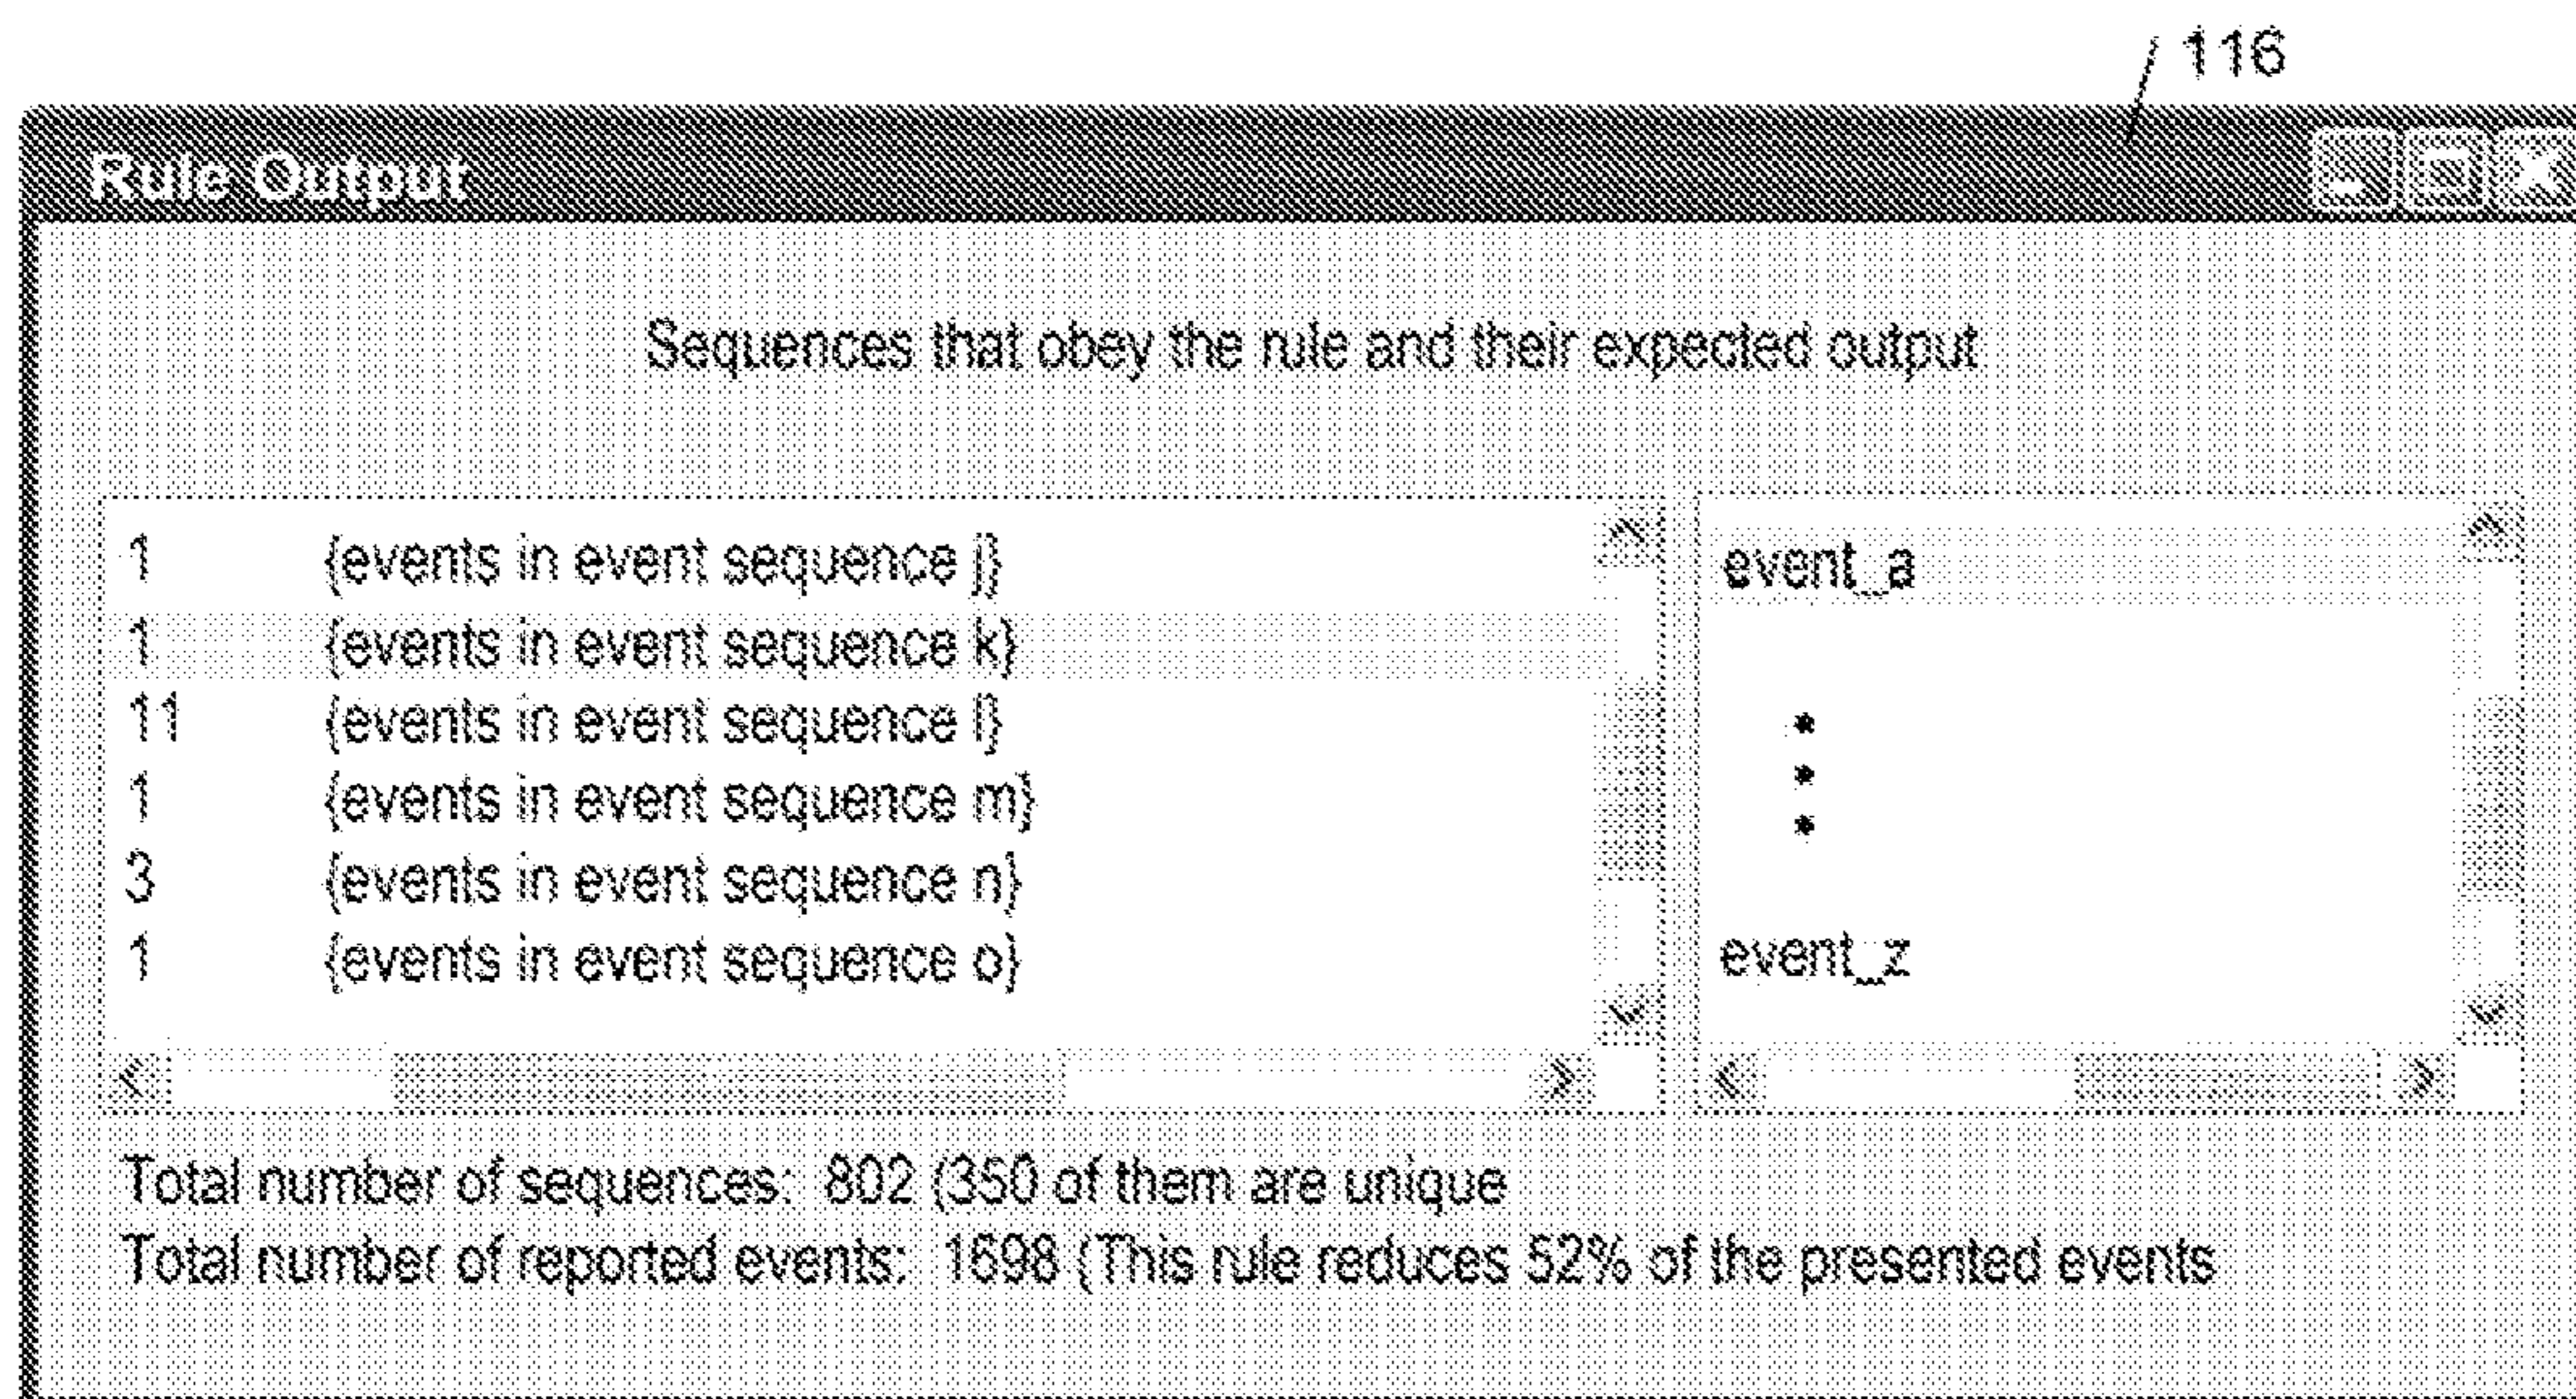 116
Rule Output
Sequences that obey the rule and their expected output
1 {events in event sequence j}
1 {events in event sequence k}
11 {events in event sequence l}
1 {events in event sequence m}
3 {events in event sequence n}
1 {events in event sequence o}
event_a
event_z
Total number of sequences: 802 (350 of them are unique
Total number of reported events: 1698 (This rule reduces 52% of the presented events